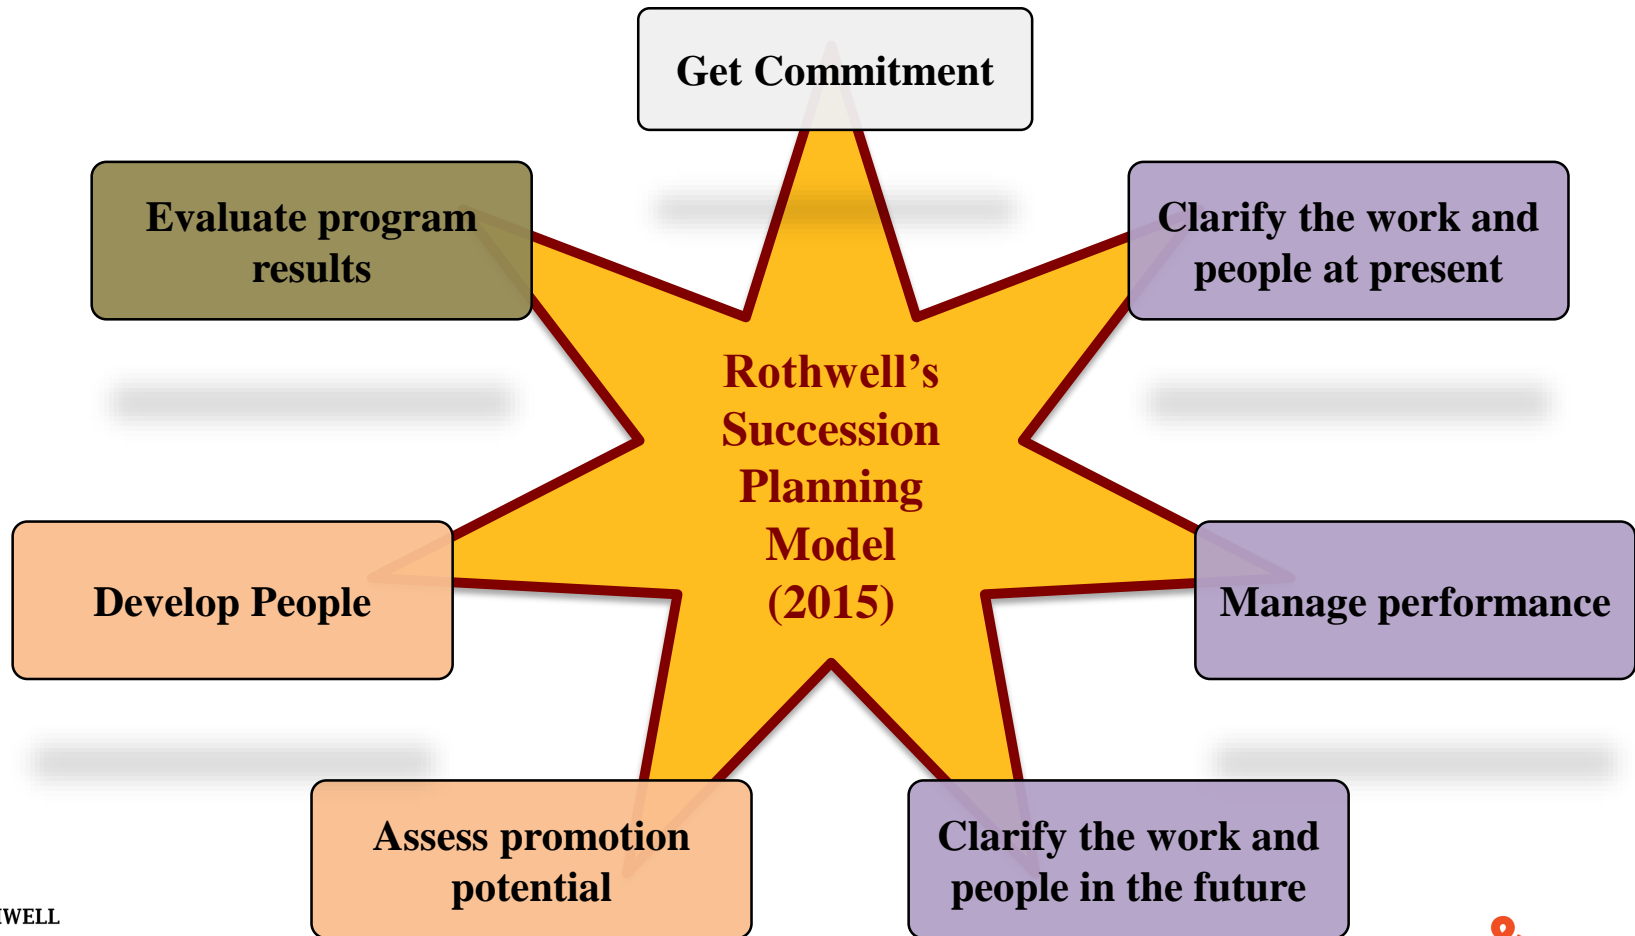 Get Commitment
Evaluate program
results
Clarify the work and
people at present
Rothwell’s
Succession
Planning
Model
(2015)
Develop People
Manage performance
Assess promotion
potential
Clarify the work and
people in the future
&